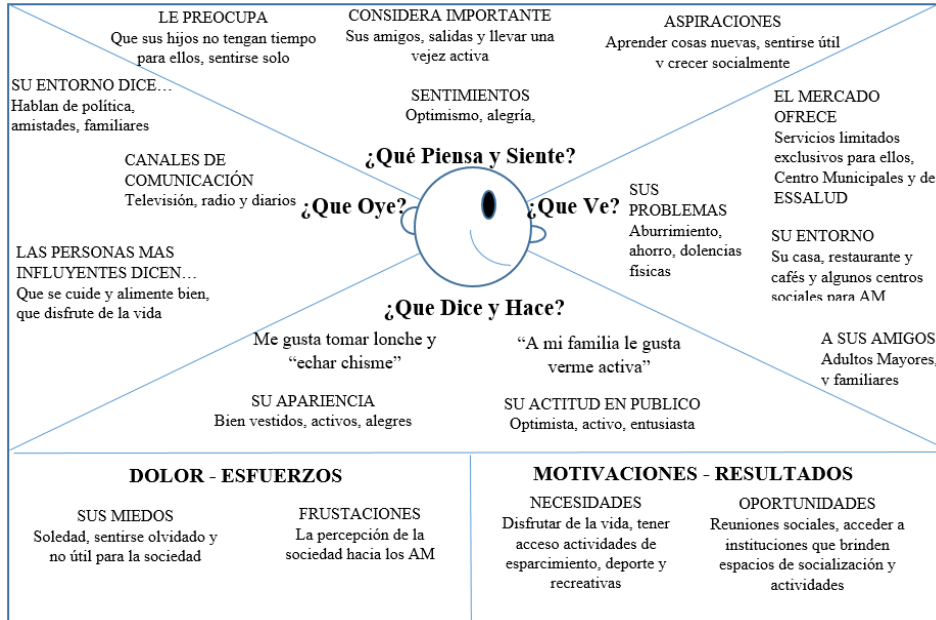 LE PREOCUPA
Que sus hijos no tengan tiempo
para ellos, sentirse solo
CONSIDERA IMPORTANTE
Sus amigos, salidas y llevar una
vejez activa
ASPIRACIONES
Aprender cosas nuevas, sentirse útil
y crecer socialmente
SENTIMIENTOS
Optimismo, alegría,
¿Qué Piensa y Siente?
SU ENTORNO DICE…
Hablan de política,
amistades, familiares
CANALES DE
COMUNICACIÓN
Televisión, radio y diarios
¿Que Oye?
LAS PERSONAS MAS
INFLUYENTES DICEN…
Que se cuide y alimente bien,
que disfrute de la vida
¿Que Ve?
SUS
PROBLEMAS
Aburrimiento,
ahorro, dolencias
físicas
EL MERCADO
OFRECE
Servicios limitados
exclusivos para ellos,
Centro Municipales y de
ESSALUD
SU ENTORNO
Su casa, restaurante y
cafés y algunos centros
sociales para AM
A SUS AMIGOS
Adultos Mayores,
y familiares
¿Que Dice y Hace?
Me gusta tomar lonche y
“echar chisme”
“A mi familia le gusta
verme activa”
SU APARIENCIA
Bien vestidos, activos, alegres
SU ACTITUD EN PUBLICO
Optimista, activo, entusiasta
DOLOR - ESFUERZOS
SUS MIEDOS
Soledad, sentirse olvidado y
no útil para la sociedad
FRUSTACIONES
La percepción de la
sociedad hacia los AM
MOTIVACIONES - RESULTADOS
NECESIDADES
Disfrutar de la vida, tener
acceso actividades de
esparcimiento, deporte y
recreativas
OPORTUNIDADES
Reuniones sociales, acceder a
instituciones que brinden
espacios de socialización y
actividades